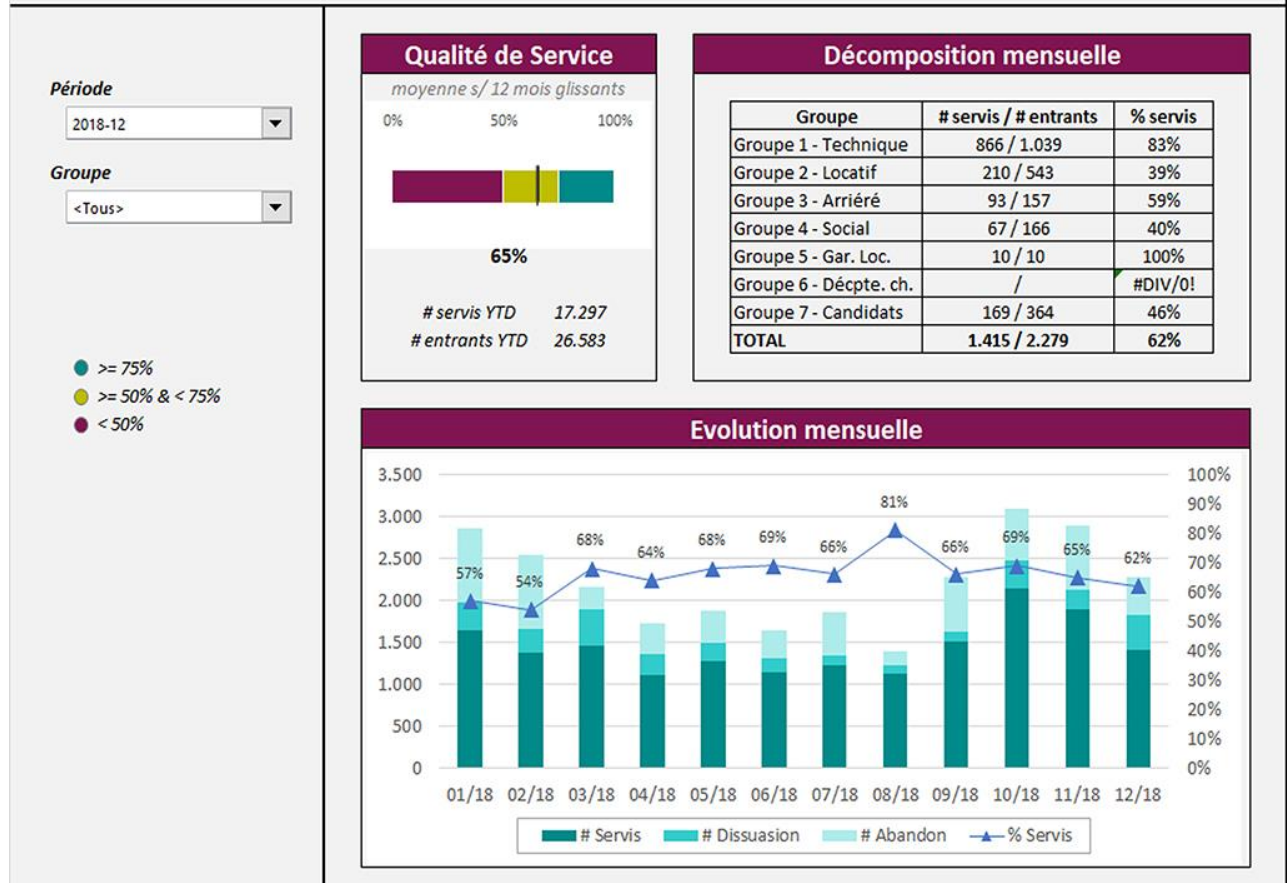 Période
2018-12
Groupe
<Tous>
>= 75%
>= 50% & < 75%
< 50%
Qualité de Service
moyenne s/ 12 mois glissants
0% 50% 100%
65%
# servis YTD 17.297
# entrants YTD 26.583
Décomposition mensuelle
Groupe # servis / # entrants % servis
Groupe 1 - Technique 866 / 1.039 83%
Groupe 2 - Locatif 210 / 543 39%
Groupe 3 - Arriéré 93 / 157 59%
Groupe 4 - Social 67 / 166 40%
Groupe 5 - Gar. Loc. 10 / 10 100%
Groupe 6 - Décpte. ch. / #DIV/0!
Groupe 7 - Candidats 169 / 364 46%
TOTAL 1.415 / 2.279 62%
Evolution mensuelle
3.500 100%
90%
3.000 81%
80%
2.500 57% 54% 68% 64% 68% 69% 66% 66% 69% 65% 62%
70%
2.000 60%
50%
1.500 40%
1.000 30%
500 20%
10%
0 0%
01/18 02/18 03/18 04/18 05/18 06/18 07/18 08/18 09/18 10/18 11/18 12/18
# Servis # Dissuasion # Abandon % Servis